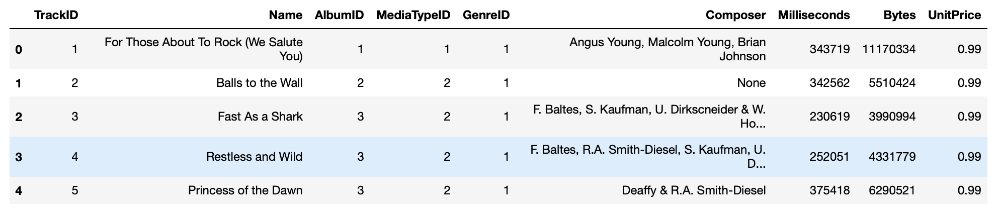 TrackID Name AlbumID MediaTypeID GenreID Composer Milliseconds Bytes UnitPrice
0 1 For Those About To Rock (We Salute You) 1 1 1 Angus Young, Malcolm Young, Brian Johnson 343719 11170334 0.99
1 2 Balls to the Wall 2 2 1 None 342562 5510424 0.99
2 3 Fast As a Shark 3 2 1 F. Baltes, S. Kaufman, U. Dirkscneider & W. Ho... 230619 3990994 0.99
3 4 Restless and Wild 3 2 1 F. Baltes, R.A. Smith-Diesel, S. Kaufman, U. D... 252051 4331779 0.99
4 5 Princess of the Dawn 3 2 1 Deaffy & R.A. Smith-Diesel 375418 6290521 0.99